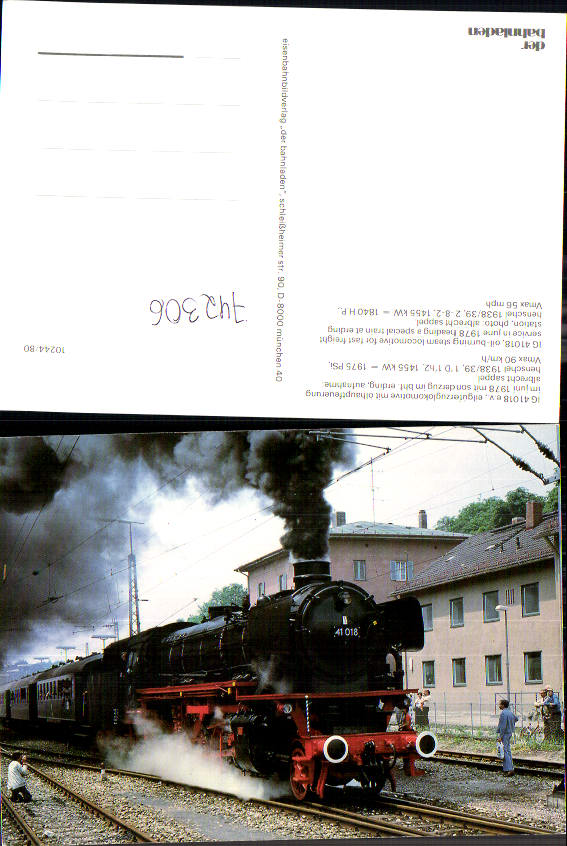 iG 41018 e. v., eilgüterzuglokomotive mit ölhauptfeuerung
im juni 1978 mit sonderzug im bhf. erding, aufnahme
albrecht sappel
henschel 1938/39, 1'D 1'h2, 1455 kW = 1975 PSi,
Vmax 90 km/h
iG 41018, oil-burning steam locomotive for fast freight
service in june 1978 heading a special train at erding
station, photo: albrecht sappel
henschel 1938/39, 2-8-2, 1455 kW = 1840 H.P.,
Vmax 56 mph
der
bahnladen
eisenbahnbildverlag „der bahnladen", schleißheimer str. 90, D-8000 münchen 40
10244/80
742306
41 018